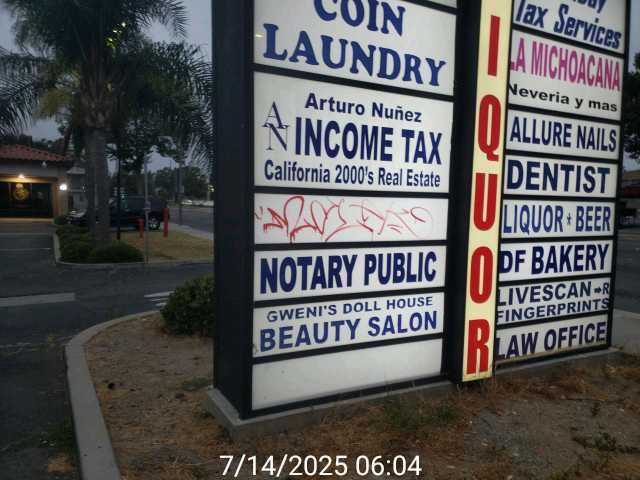 COIN
LAUNDRY
Arturo Nuñez
AN INCOME TAX
California 2000's Real Estate
NOTARY PUBLIC
GWENI'S DOLL HOUSE
BEAUTY SALON
LIQUOR
Tax Services
LA MICHOACANA
Neveria y mas
ALLURE NAILS
DENTIST
LIQUOR * BEER
DF BAKERY
LIVESCAN ➡R
FINGERPRINTS
LAW OFFICE
7/14/2025 06:04